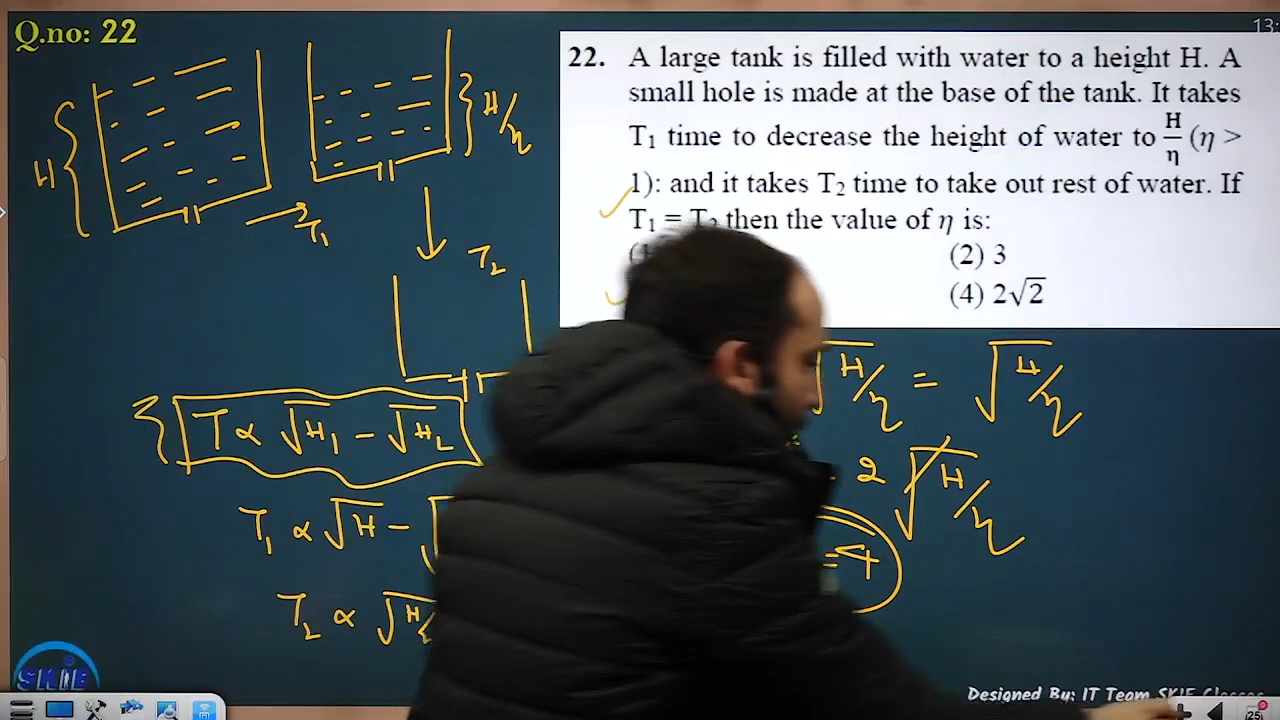 Q.no: 22
13:
22. A large tank is filled with water to a height H. A
small hole is made at the base of the tank. It takes
T₁ time to decrease the height of water to H/η (η >
1): and it takes T₂ time to take out rest of water. If
T₁ = T₂ then the value of η is:
(2) 3
(4) 2√2
H
H/η
T₁
T₂
T ∝ √H₁ − √H₂
T₁ ∝ √H −
T₂ ∝ √H/η
√H/η = √H/η
2 √H/η
= 4
SKIE
Designed By: IT Team SKIE Classes
25